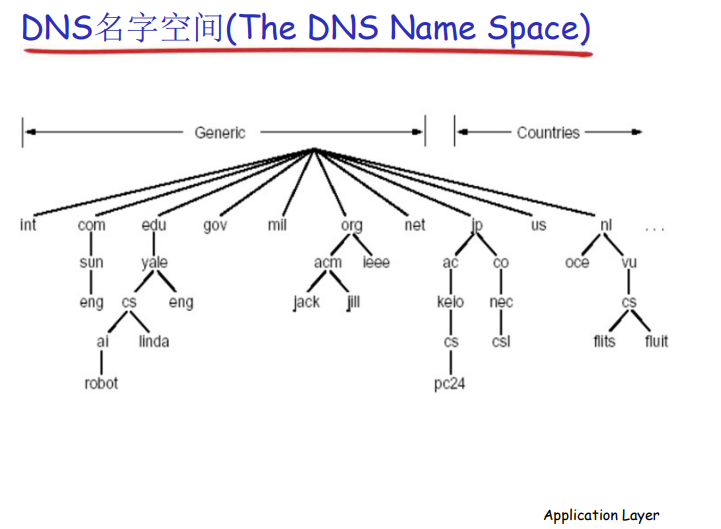 DNS名字空间(The DNS Name Space)
Generic Countries
int com edu gov mil org net jp us nl ...
sun yale acm ieee ac co oce vu
eng cs eng jack jill keio nec cs
ai linda cs csl flits fluit
robot pc24
Application Layer